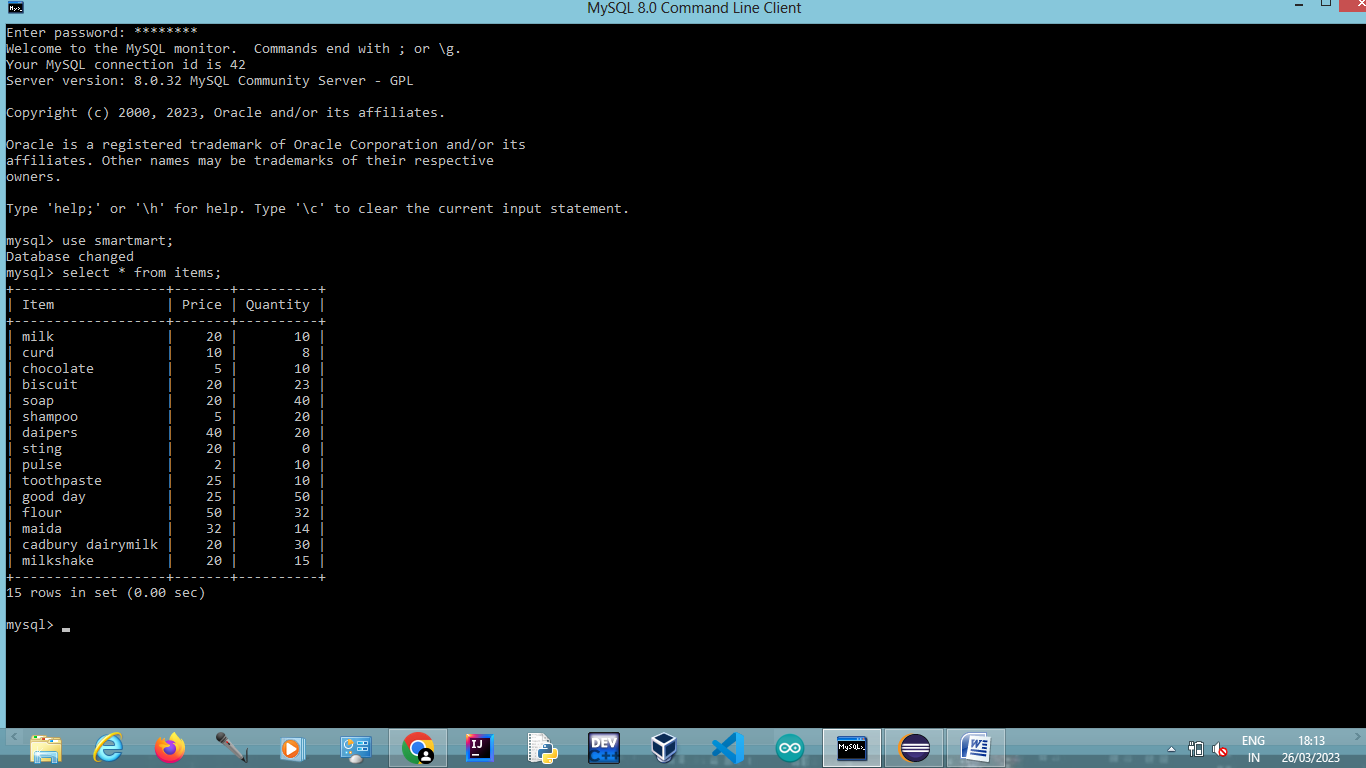 MySQL 8.0 Command Line Client
Enter password: ********
Welcome to the MySQL monitor.  Commands end with ; or \g.
Your MySQL connection id is 42
Server version: 8.0.32 MySQL Community Server - GPL
Copyright (c) 2000, 2023, Oracle and/or its affiliates.
Oracle is a registered trademark of Oracle Corporation and/or its
affiliates. Other names may be trademarks of their respective
owners.
Type 'help;' or '\h' for help. Type '\c' to clear the current input statement.
mysql> use smartmart;
Database changed
mysql> select * from items;
+-------------------+-------+----------+
| Item              | Price | Quantity |
+-------------------+-------+----------+
| milk              |    20 |       10 |
| curd              |    10 |        8 |
| chocolate         |     5 |       10 |
| biscuit           |    20 |       23 |
| soap              |    20 |       40 |
| shampoo           |     5 |       20 |
| daipers           |    40 |       20 |
| sting             |    20 |        0 |
| pulse             |     2 |       10 |
| toothpaste        |    25 |       10 |
| good day          |    25 |       50 |
| flour             |    50 |       32 |
| maida             |    32 |       14 |
| cadbury dairymilk |    20 |       30 |
| milkshake         |    20 |       15 |
+-------------------+-------+----------+
15 rows in set (0.00 sec)
mysql> _
IJ
DEV
C++
MySQL>_
W
ENG
IN
18:13
26/03/2023